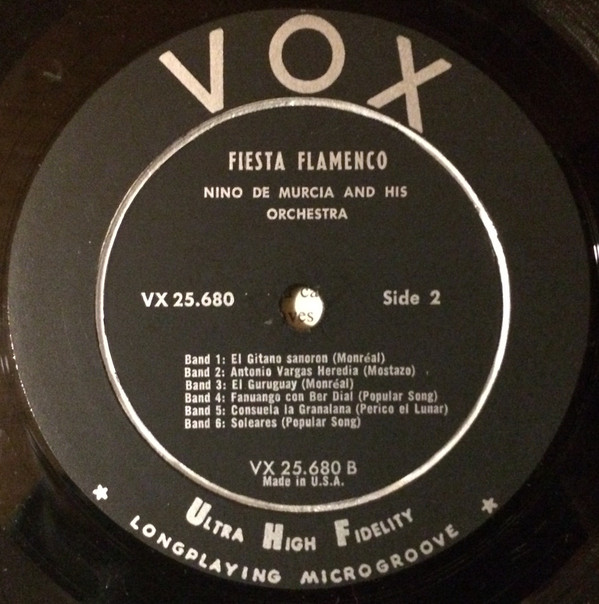 VOX
FIESTA FLAMENCO
NINO DE MURCIA AND HIS
ORCHESTRA
VX 25.680
Side 2
Band 1: El Gitano sanoron (Monréal)
Band 2: Antonio Vargas Heredia (Mostazo)
Band 3: El Guruguay (Monréal)
Band 4: Fanuango con Ber Dial (Popular Song)
Band 5: Consuela la Granalana (Perico el Lunar)
Band 6: Soleares (Popular Song)
VX 25.680 B
Made in U.S.A.
ULTRA HIGH FIDELITY
LONGPLAYING MICROGROOVE